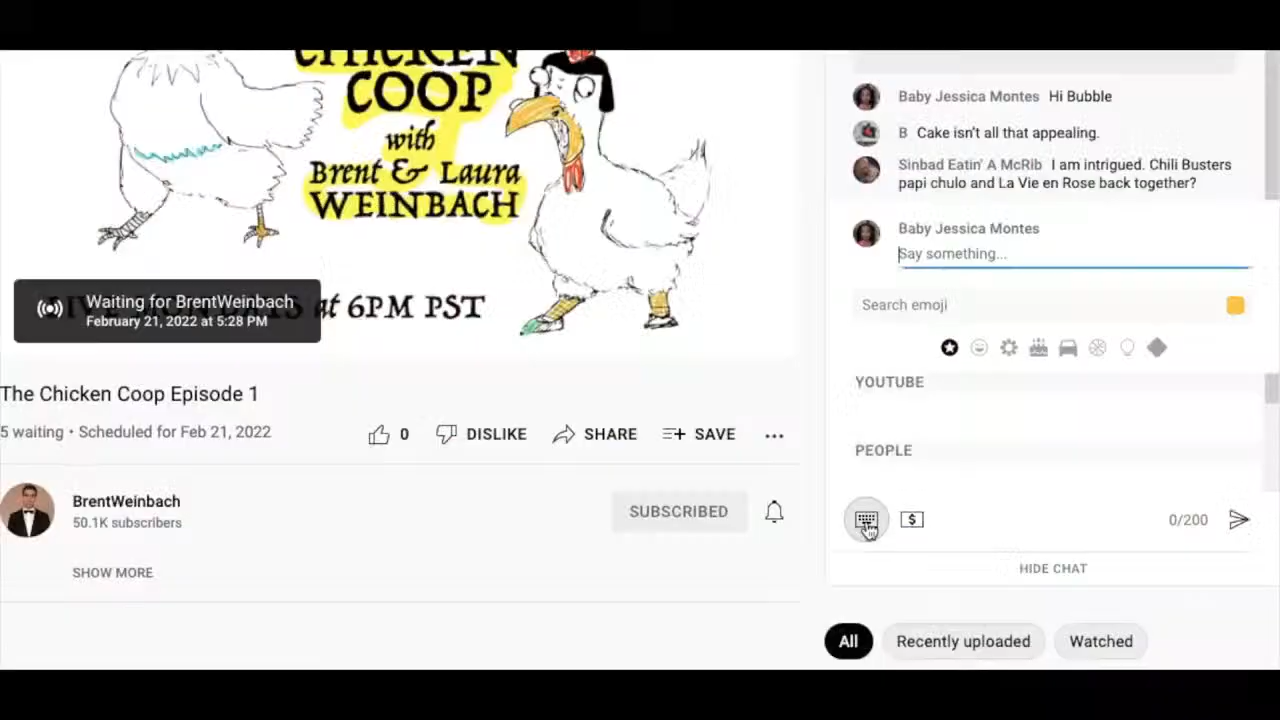 CHICKEN
COOP
with
Brent & Laura
WEINBACH
at 6PM PST
Waiting for BrentWeinbach
February 21, 2022 at 5:28 PM
The Chicken Coop Episode 1
5 waiting • Scheduled for Feb 21, 2022
0
DISLIKE
SHARE
SAVE
BrentWeinbach
50.1K subscribers
SUBSCRIBED
SHOW MORE
Baby Jessica Montes Hi Bubble
B Cake isn't all that appealing.
Sinbad Eatin' A McRib I am intrigued. Chili Busters
papi chulo and La Vie en Rose back together?
Baby Jessica Montes
Say something...
Search emoji
YOUTUBE
PEOPLE
$
0/200
HIDE CHAT
All
Recently uploaded
Watched